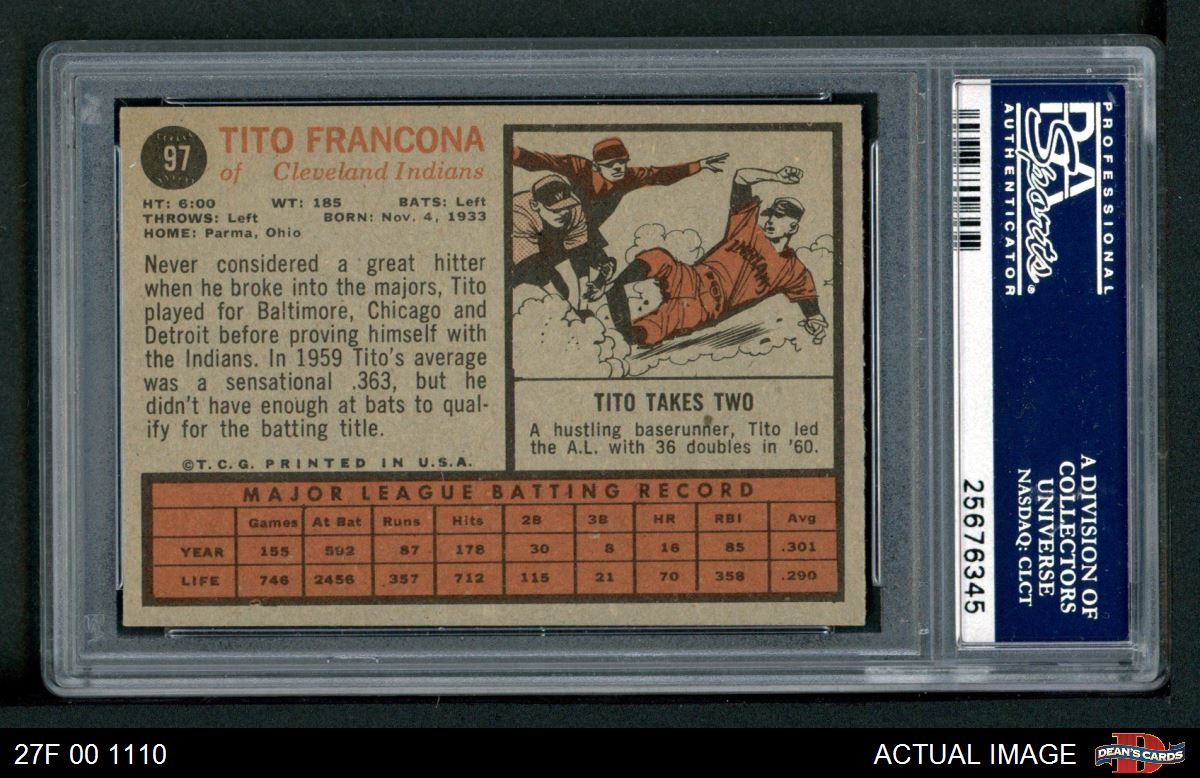 97
TITO FRANCONA
of Cleveland Indians
HT: 6:00 WT: 185 BATS: Left
THROWS: Left BORN: Nov. 4, 1933
HOME: Parma, Ohio
Never considered a great hitter
when he broke into the majors, Tito
played for Baltimore, Chicago and
Detroit before proving himself with
the Indians. In 1959 Tito's average
was a sensational .363, but he
didn't have enough at bats to qual-
ify for the batting title.
©T.C.G. PRINTED IN U.S.A.
INDIANS
TITO TAKES TWO
A hustling baserunner, Tito led
the A.L. with 36 doubles in '60.
MAJOR LEAGUE BATTING RECORD
Games At Bat Runs Hits 2B 3B HR RBI Avg
YEAR 155 592 87 178 30 8 16 85 .301
LIFE 746 2456 357 712 115 21 70 358 .290
PROFESSIONAL
PSA
Sports®
AUTHENTICATOR
A DIVISION OF
COLLECTORS
UNIVERSE
NASDAQ: CLCT
25676345
27F 00 1110
ACTUAL IMAGE
DEAN'S CARDS